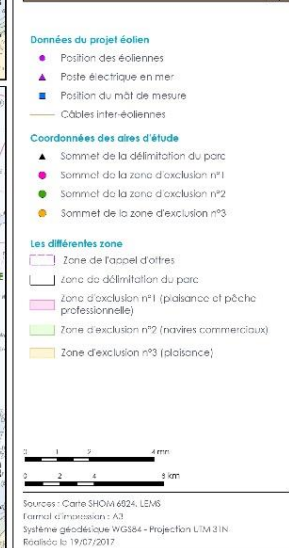 Données du projet éolien
Position des éoliennes
Poste électrique en mer
Position du mât de mesure
Câbles inter-éoliennes
Coordonnées des aires d'étude
Sommet de la délimitation du parc
Sommet de la zone d'exclusion n°1
Sommet de la zone d'exclusion n°2
Sommet de la zone d'exclusion n°3
Les différentes zone
Zone de l'appel d'offres
Zone de délimitation du parc
Zone d'exclusion n°1 (plaisance et pêche
professionnelle)
Zone d'exclusion n°2 (navires commerciaux)
Zone d'exclusion n°3 (plaisance)
0 1 2 4 mn
0 2 4 8 km
Sources : Carte SHOM 6824, LEMS
Format d'impression : A3
Système géodésique WGS84 - Projection UTM 31N
Réalisée le 19/07/2017